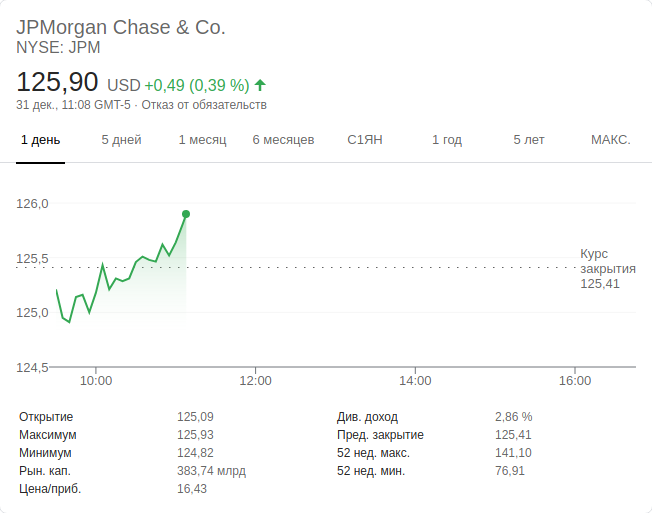 JPMorgan Chase & Co.
NYSE: JPM
125,90 USD +0,49 (0,39 %)
31 дек., 11:08 GMT-5 · Отказ от обязательств
1 день 5 дней 1 месяц 6 месяцев С1ЯН 1 год 5 лет МАКС.
126,0
125,5
125,0
124,5
Курс
закрытия
125,41
10:00 12:00 14:00 16:00
Открытие 125,09 Див. доход 2,86 %
Максимум 125,93 Пред. закрытие 125,41
Минимум 124,82 52 нед. макс. 141,10
Рын. кап. 383,74 млрд 52 нед. мин. 76,91
Цена/приб. 16,43